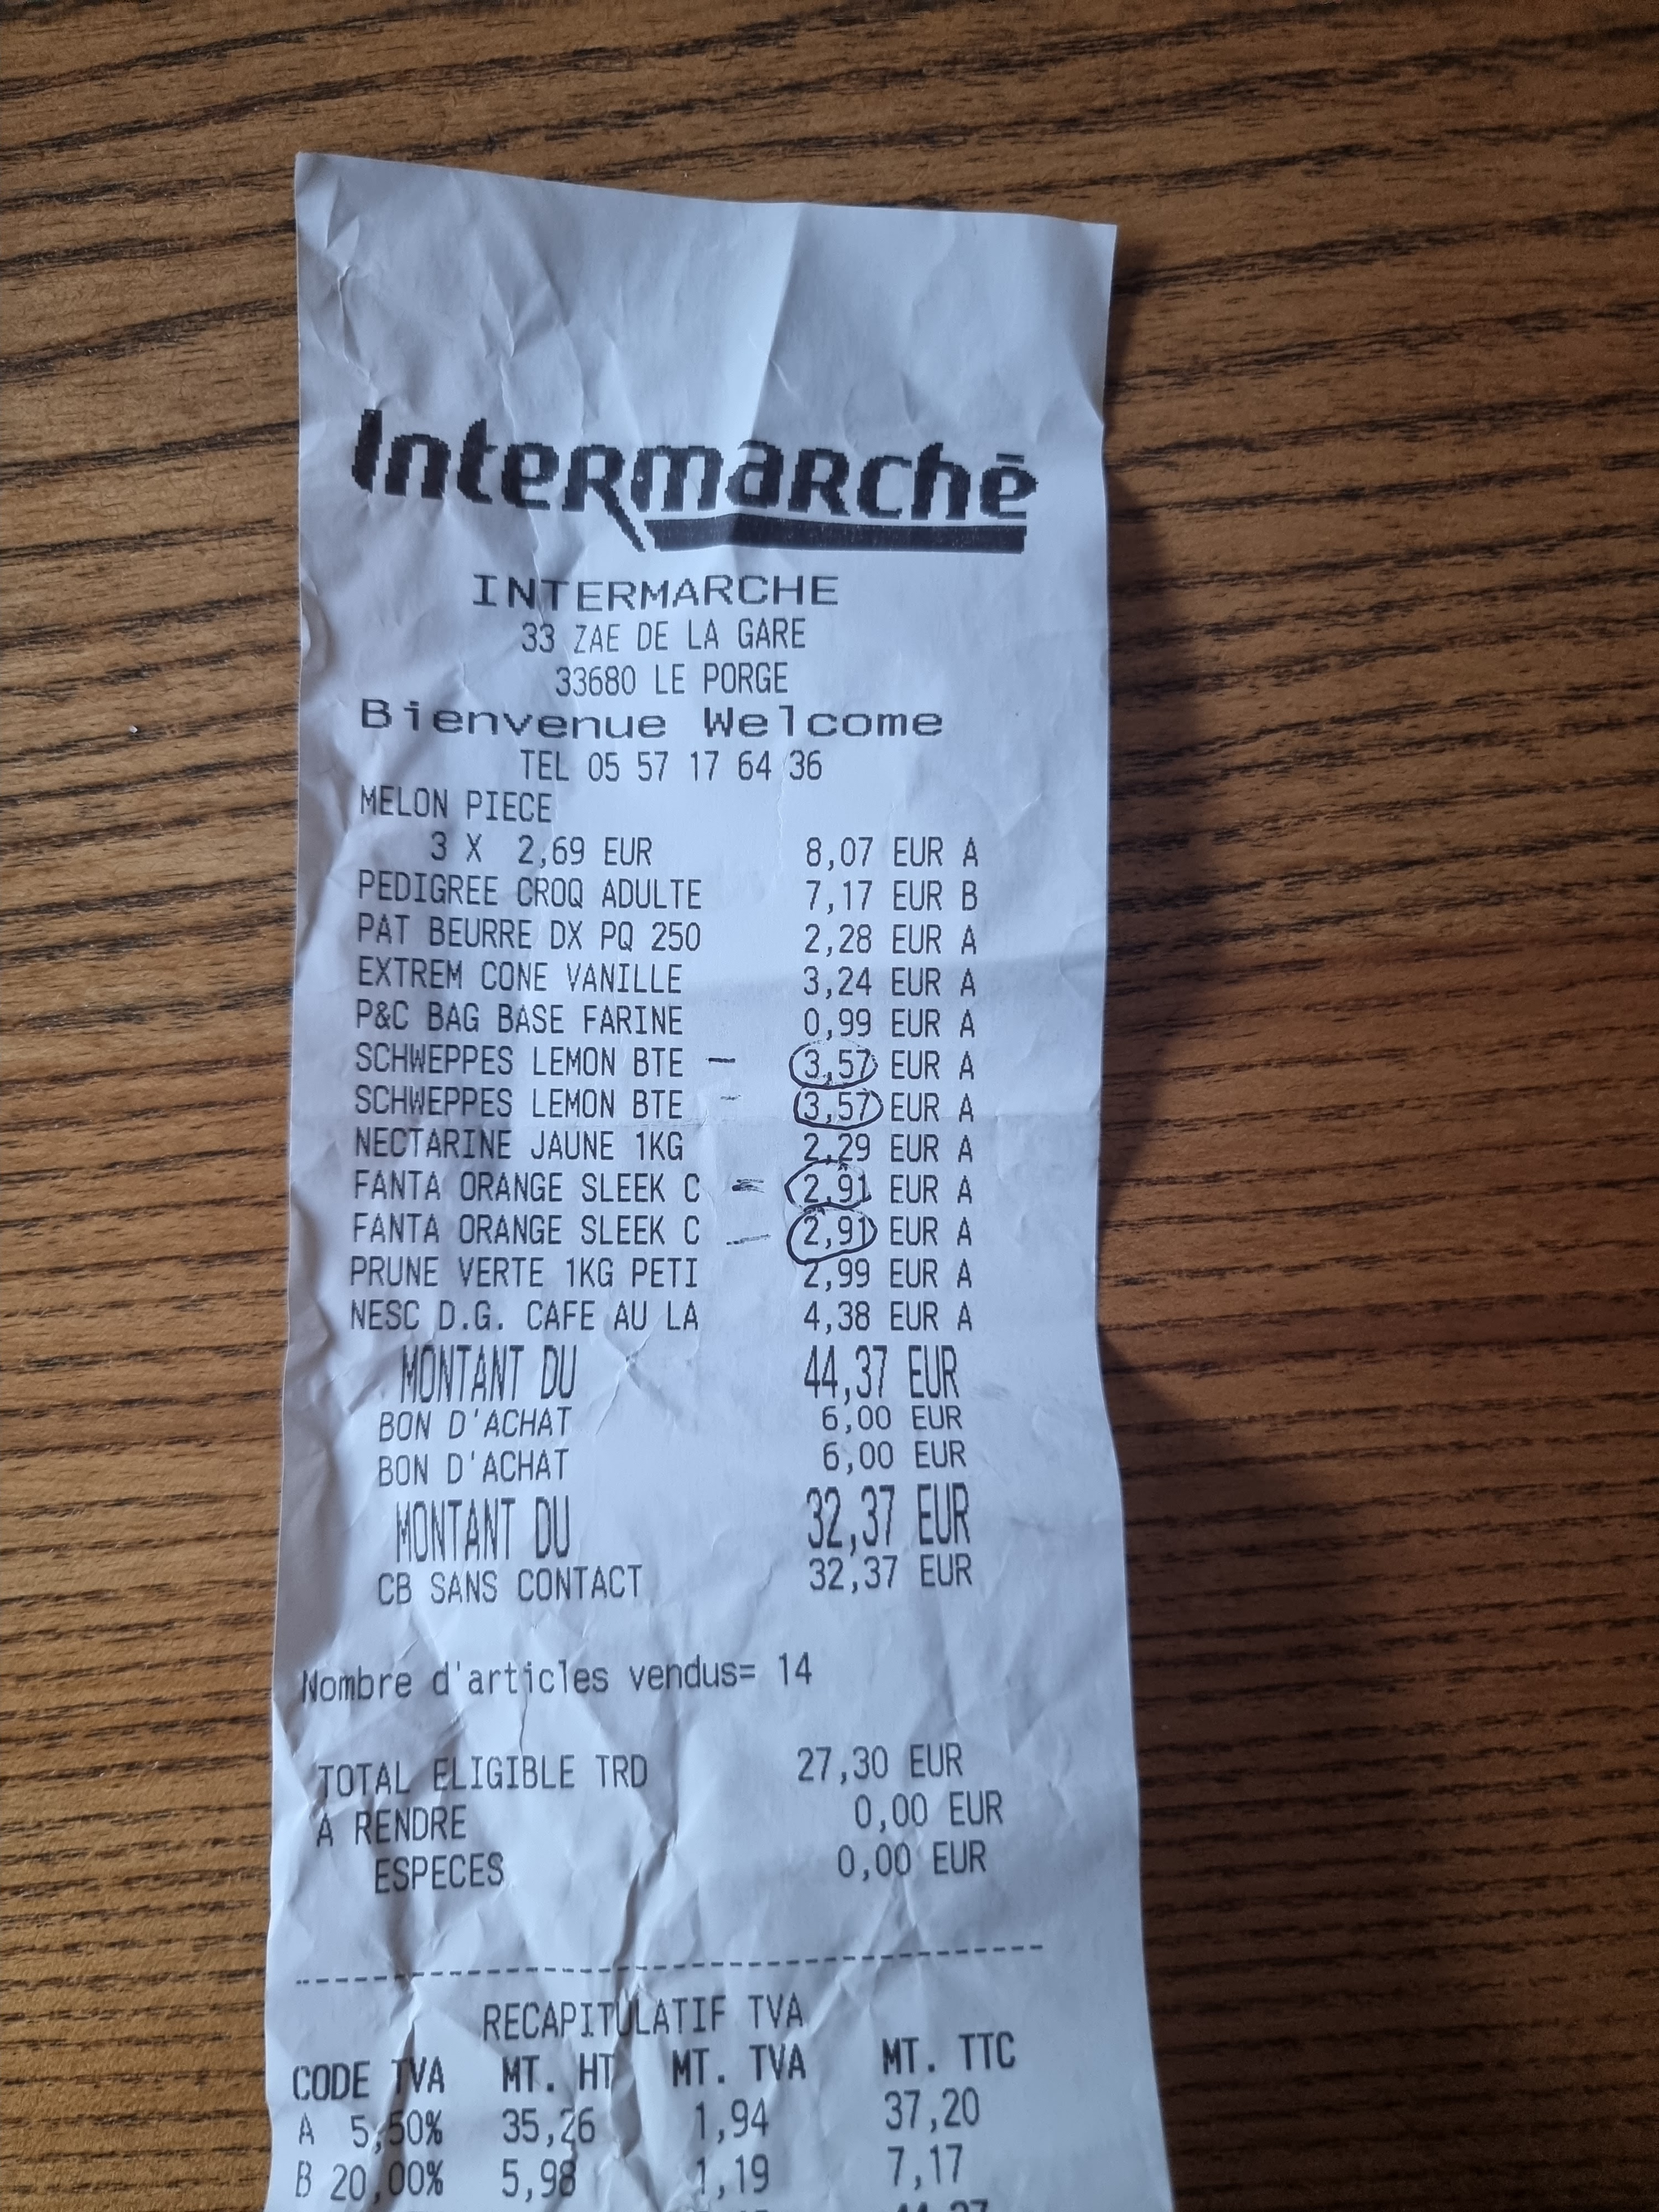 Intermarché
INTERMARCHE
33 ZAE DE LA GARE
33680 LE PORGE
Bienvenue Welcome
TEL 05 57 17 64 36
MELON PIECE
3 X 2,69 EUR 8,07 EUR A
PEDIGREE CROQ ADULTE 7,17 EUR B
PAT BEURRE DX PQ 250 2,28 EUR A
EXTREM CONE VANILLE 3,24 EUR A
P&C BAG BASE FARINE 0,99 EUR A
SCHWEPPES LEMON BTE - 3,57 EUR A
SCHWEPPES LEMON BTE - 3,57 EUR A
NECTARINE JAUNE 1KG 2,29 EUR A
FANTA ORANGE SLEEK C = 2,91 EUR A
FANTA ORANGE SLEEK C - 2,91 EUR A
PRUNE VERTE 1KG PETI 2,99 EUR A
NESC D.G. CAFE AU LA 4,38 EUR A
MONTANT DU 44,37 EUR
BON D'ACHAT 6,00 EUR
BON D'ACHAT 6,00 EUR
MONTANT DU 32,37 EUR
CB SANS CONTACT 32,37 EUR
Nombre d'articles vendus= 14
TOTAL ELIGIBLE TRD 27,30 EUR
A RENDRE 0,00 EUR
ESPECES 0,00 EUR
RECAPITULATIF TVA
CODE TVA MT. HT MT. TVA MT. TTC
A 5,50% 35,26 1,94 37,20
B 20,00% 5,98 1,19 7,17